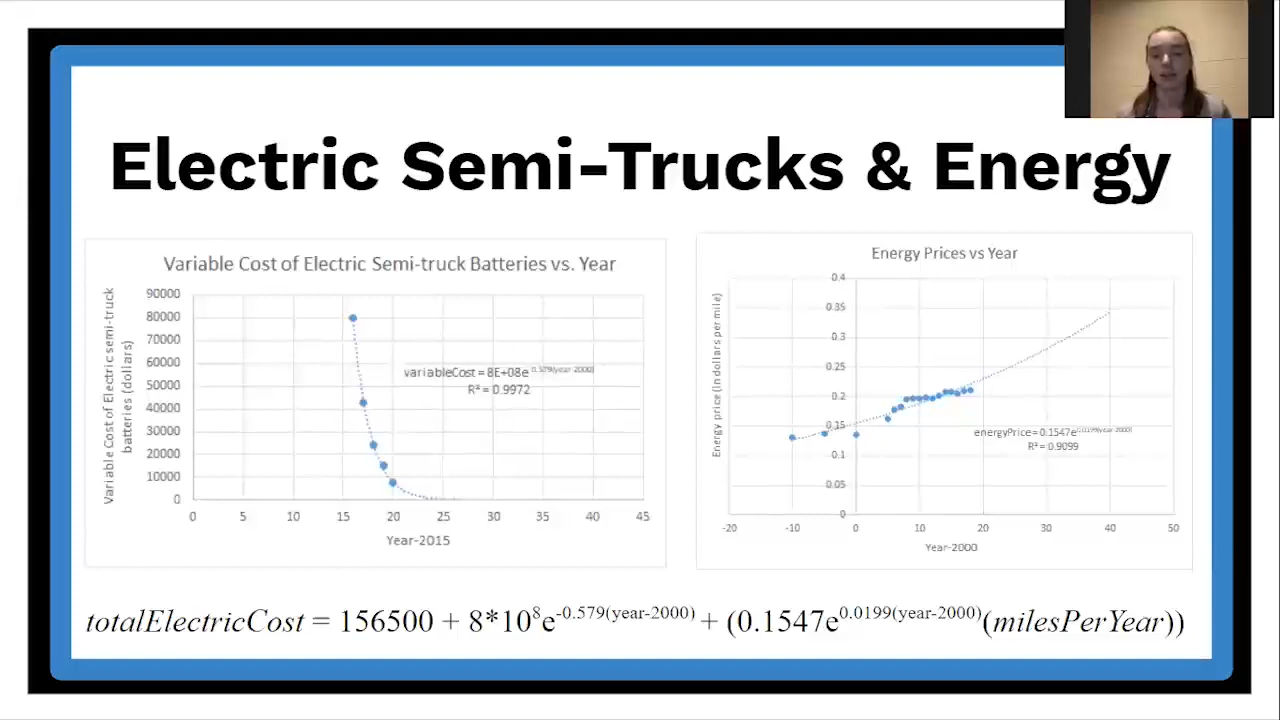 Electric Semi-Trucks & Energy
Variable Cost of Electric Semi-truck Batteries vs. Year
Variable Cost of Electric semi-truck
batteries (dollars)
90000
80000
70000
60000
50000
40000
30000
20000
10000
0
variableCost = 8E+08e
R² = 0.9972
0 5 10 15 20 25 30 35 40 45
Year-2015
Energy Prices vs Year
Energy price (in dollars per mile)
0.4
0.35
0.3
0.25
0.2
0.15
0.1
0.05
0
energyPrice = 0.1547e
R² = 0.9099
-20 -10 0 10 20 30 40 50
Year-2000
totalElectricCost = 156500 + 8*10⁸e^-0.579(year-2000) + (0.1547e^0.0199(year-2000)(milesPerYear))